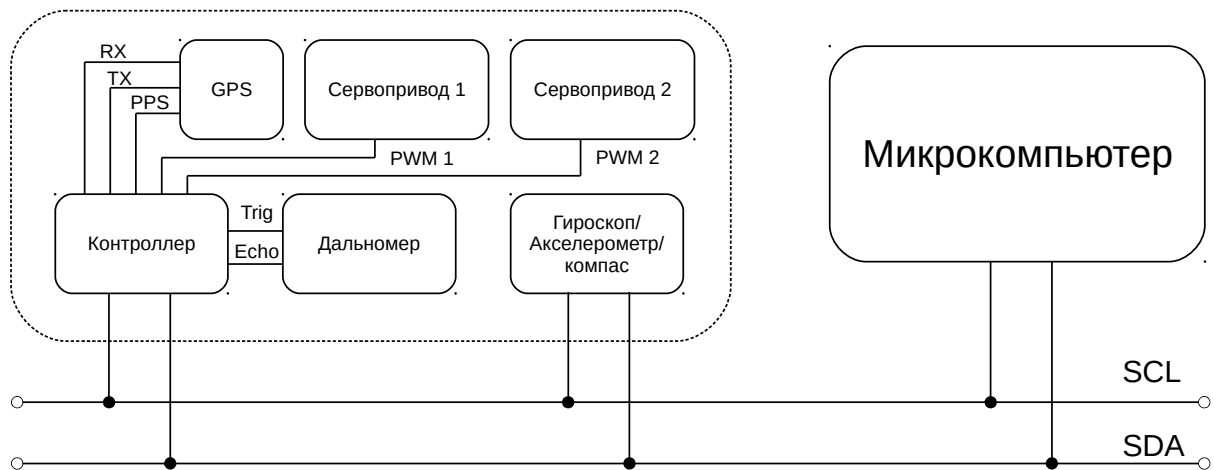 RX
TX
PPS
GPS
Сервопривод 1
Сервопривод 2
Микрокомпьютер
PWM 1
PWM 2
Контроллер
Trig
Echo
Дальномер
Гироскоп/
Акселерометр/
компас
SCL
SDA